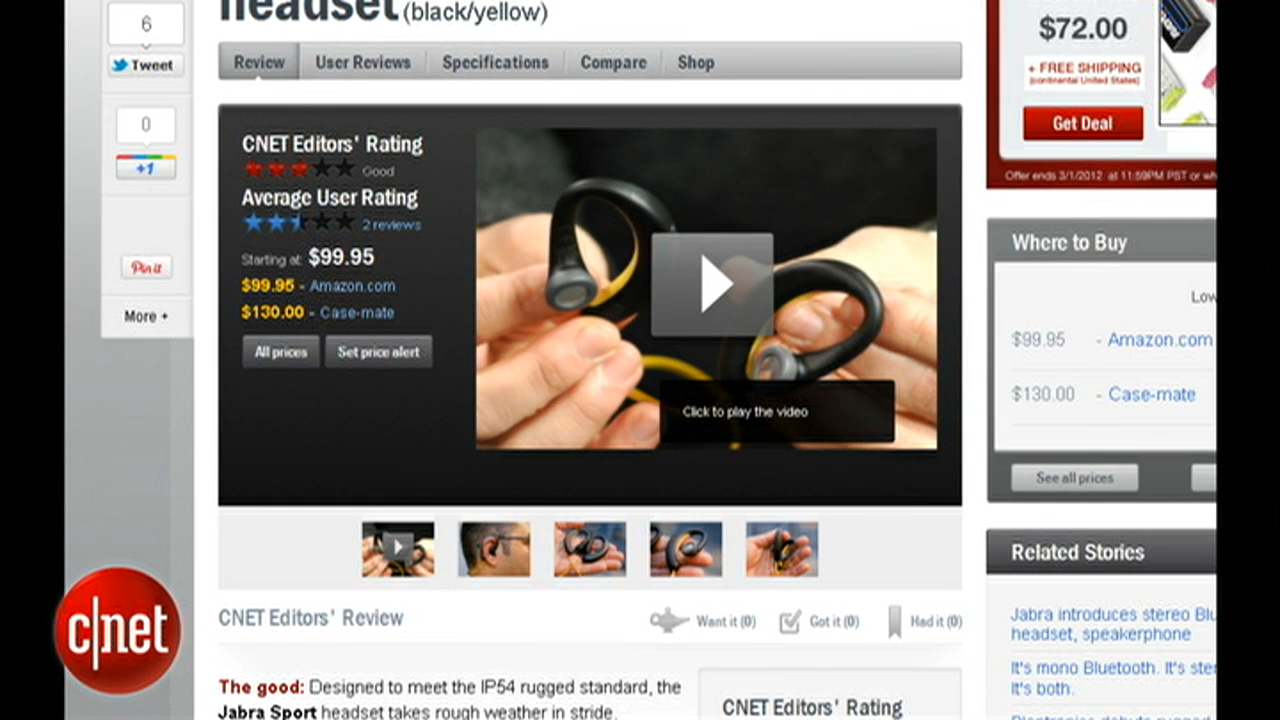 headset (black/yellow)
6
Tweet
0
+1
Pin it
More +
Review
User Reviews
Specifications
Compare
Shop
CNET Editors' Rating
Good
Average User Rating
2 reviews
Starting at: $99.95
$99.95 - Amazon.com
$130.00 - Case-mate
All prices
Set price alert
Click to play the video
CNET Editors' Review
Want it (0)
Got it (0)
Had it (0)
The good: Designed to meet the IP54 rugged standard, the
Jabra Sport headset takes rough weather in stride.
CNET Editors' Rating
$72.00
+ FREE SHIPPING
(continental United States)
Get Deal
Offer ends 3/1/2012 at 11:59PM PST or wh
Where to Buy
Low
$99.95 - Amazon.com
$130.00 - Case-mate
See all prices
Related Stories
Jabra introduces stereo Blu
headset, speakerphone
It's mono Bluetooth. It's ster
It's both.
c|net